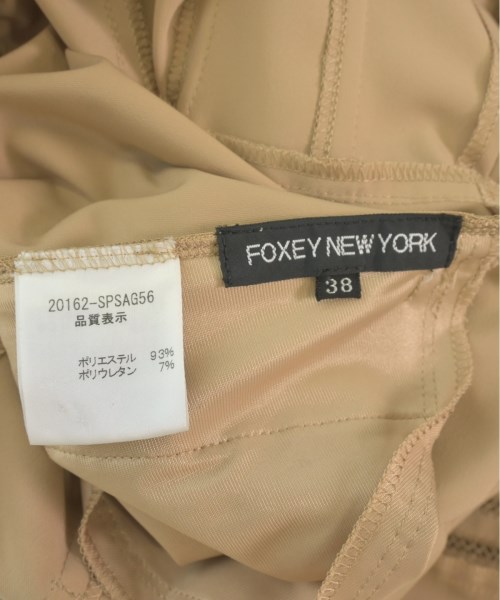 FOXEY NEW YORK
38
20162-SPSAG56
品質表示
ポリエステル 93%
ポリウレタン 7%